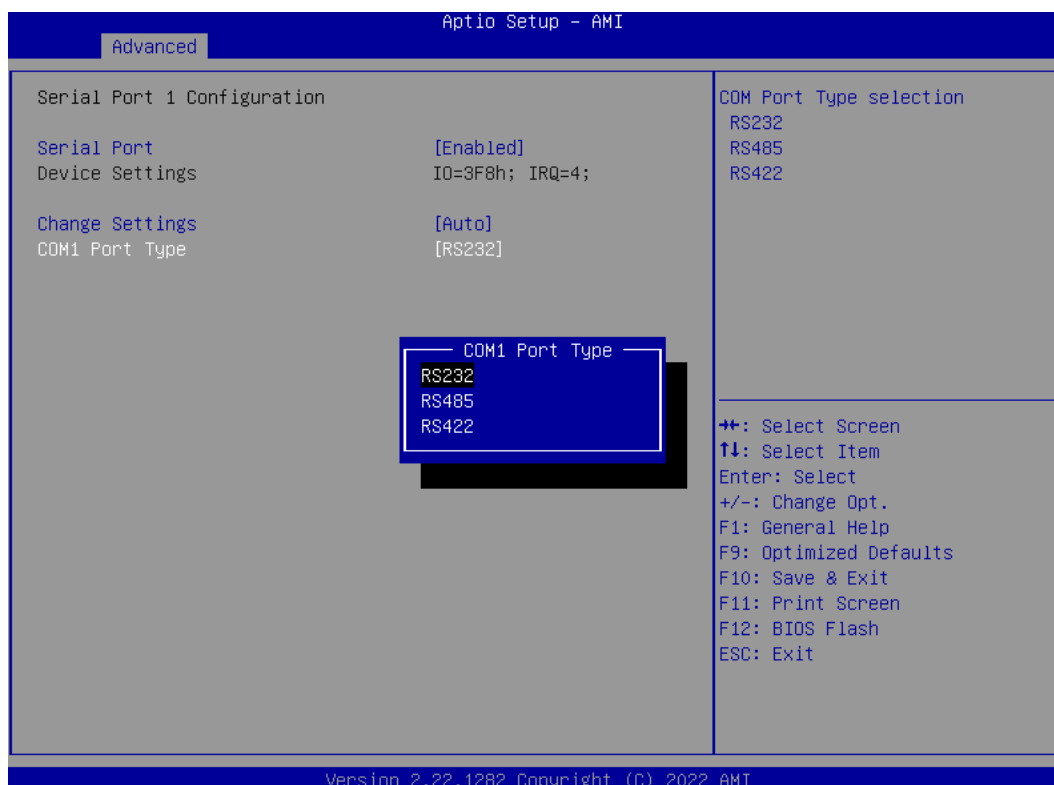 Aptio Setup – AMI
Advanced
Serial Port 1 Configuration
Serial Port [Enabled]
Device Settings IO=3F8h; IRQ=4;
Change Settings [Auto]
COM1 Port Type [RS232]
COM1 Port Type
RS232
RS485
RS422
COM Port Type selection
RS232
RS485
RS422
→←: Select Screen
↑↓: Select Item
Enter: Select
+/-: Change Opt.
F1: General Help
F9: Optimized Defaults
F10: Save & Exit
F11: Print Screen
F12: BIOS Flash
ESC: Exit
Version 2.22.1282 Copyright (C) 2022 AMI